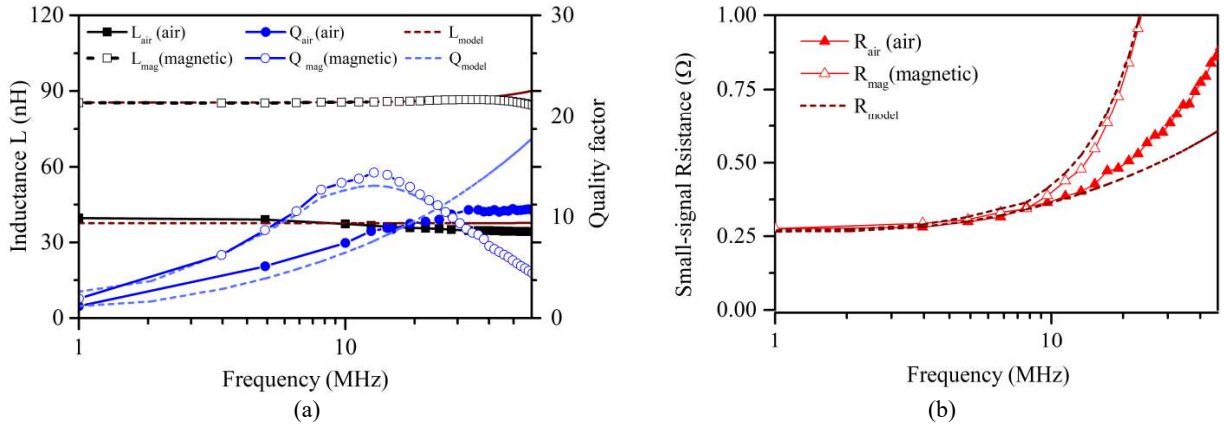 L_air (air)
Q_air (air)
L_model
L_mag(magnetic)
Q_mag(magnetic)
Q_model
Inductance L (nH)
120
90
60
30
0
30
20
10
0
Quality factor
1
10
Frequency (MHz)
(a)
R_air (air)
R_mag(magnetic)
R_model
Small-signal Rsistance (Ω)
1.00
0.75
0.50
0.25
0.00
1
10
Frequency (MHz)
(b)